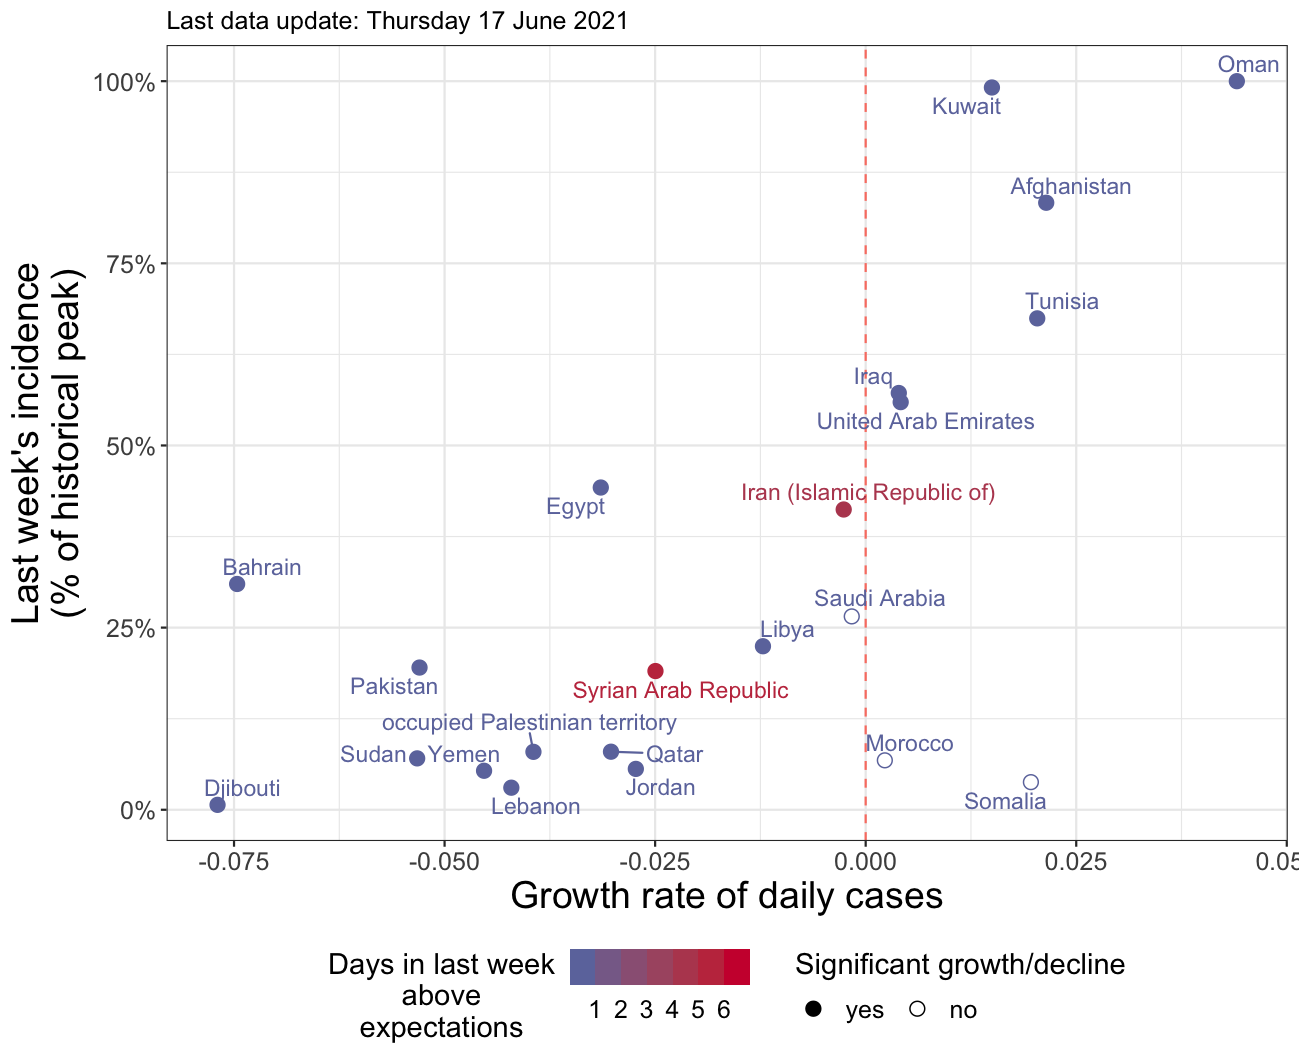 Last data update: Thursday 17 June 2021
100%
75%
50%
25%
0%
Last week's incidence
(% of historical peak)
Oman
Kuwait
Afghanistan
Tunisia
Iraq
United Arab Emirates
Iran (Islamic Republic of)
Egypt
Bahrain
Saudi Arabia
Libya
Pakistan
Syrian Arab Republic
occupied Palestinian territory
Sudan
Yemen
Qatar
Morocco
Djibouti
Lebanon
Jordan
Somalia
-0.075
-0.050
-0.025
0.000
0.025
0.05
Growth rate of daily cases
Days in last week
above
expectations
1 2 3 4 5 6
Significant growth/decline
yes no